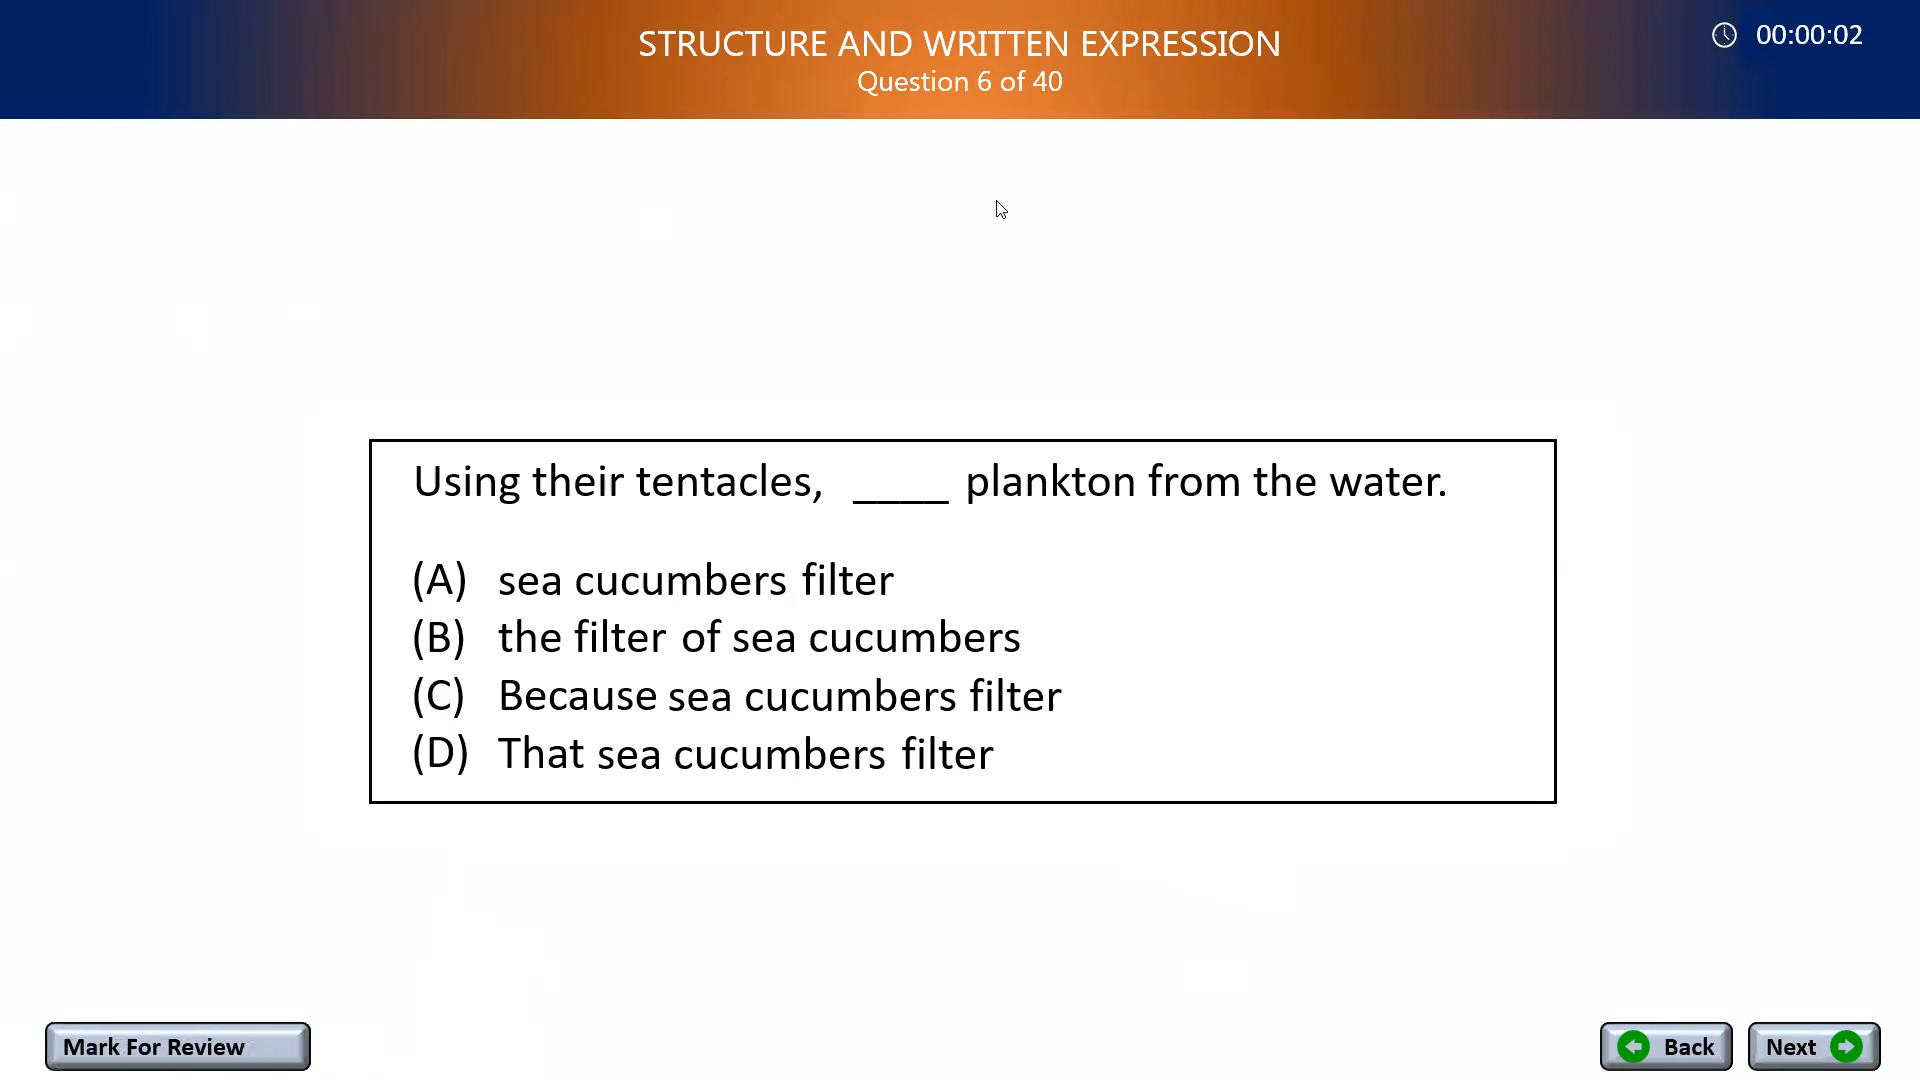 STRUCTURE AND WRITTEN EXPRESSION
Question 6 of 40
00:00:02
Using their tentacles, ____ plankton from the water.
(A) sea cucumbers filter
(B) the filter of sea cucumbers
(C) Because sea cucumbers filter
(D) That sea cucumbers filter
Mark For Review
Back
Next